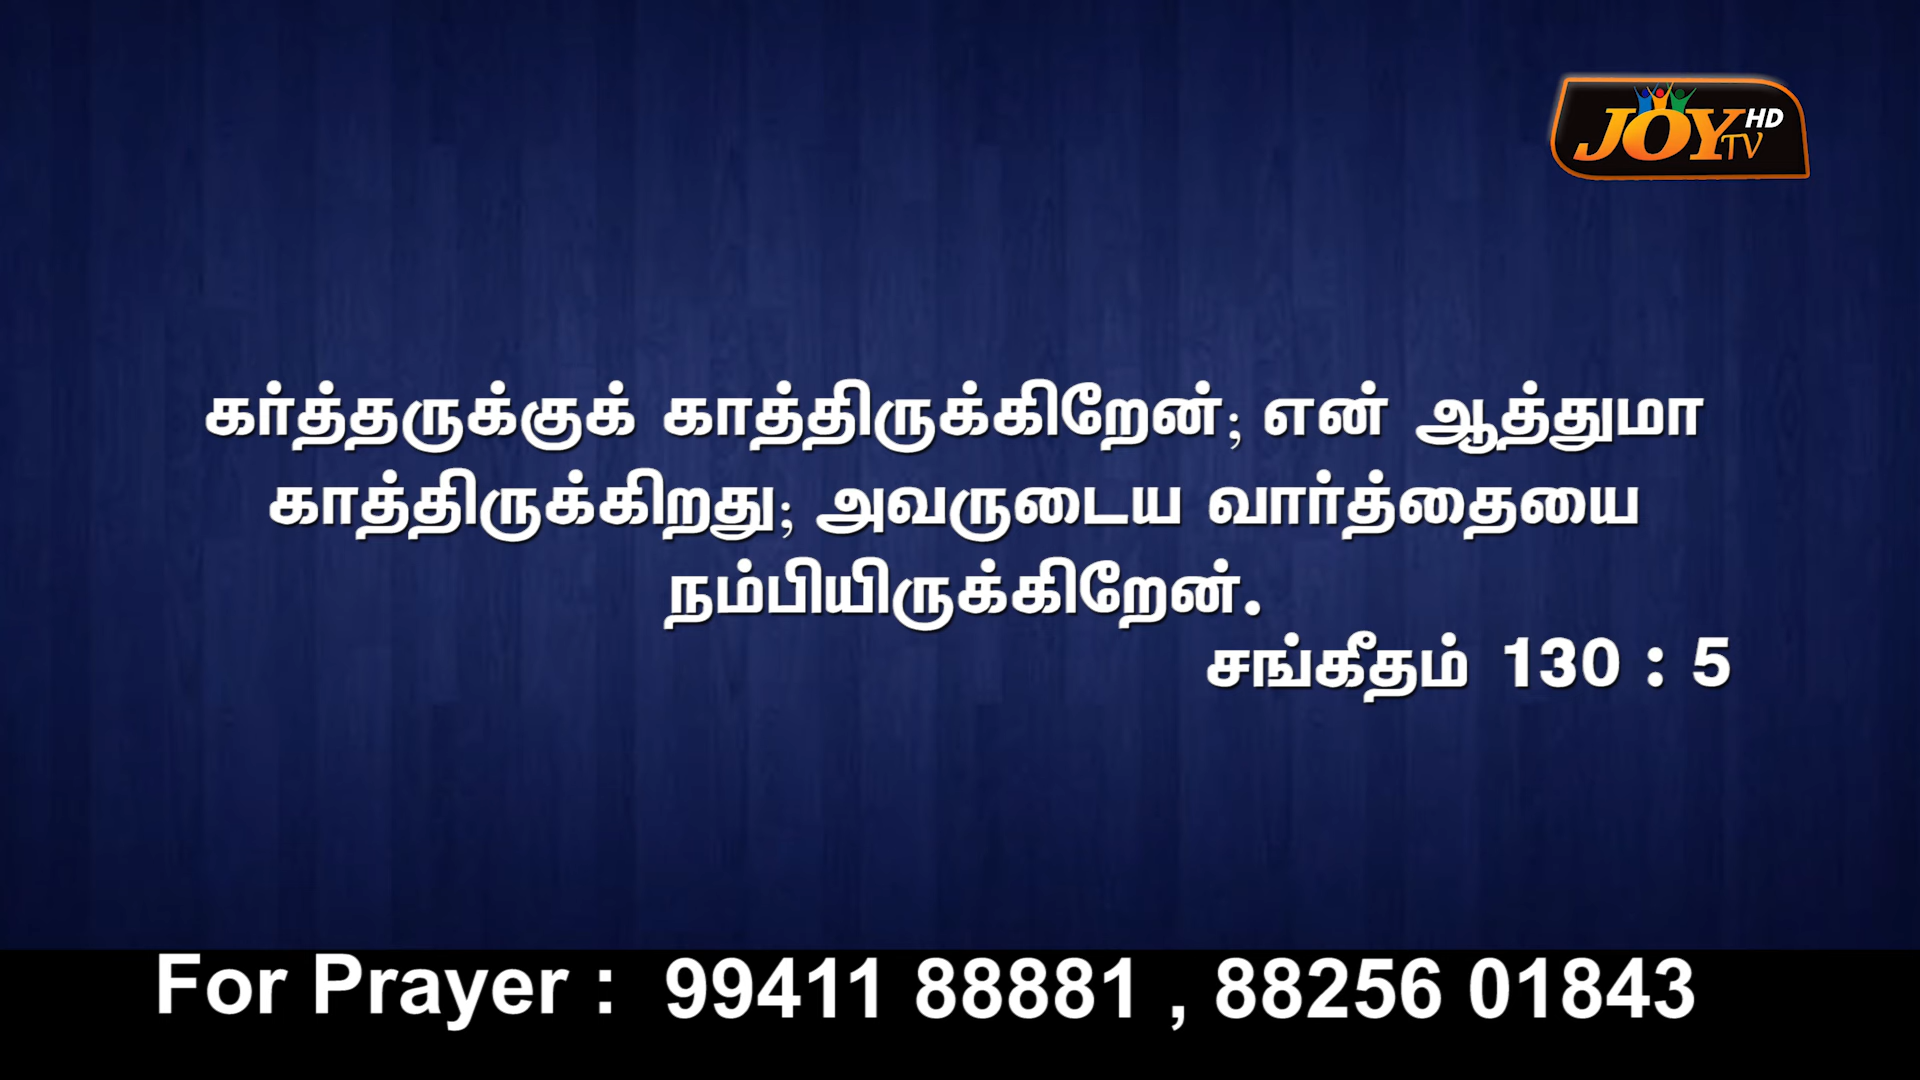 JOY HD
TV
கர்த்தருக்குக் காத்திருக்கிறேன்; என் ஆத்துமா
காத்திருக்கிறது; அவருடைய வார்த்தையை
நம்பியிருக்கிறேன்.
சங்கீதம் 130 : 5
For Prayer : 99411 88881 , 88256 01843